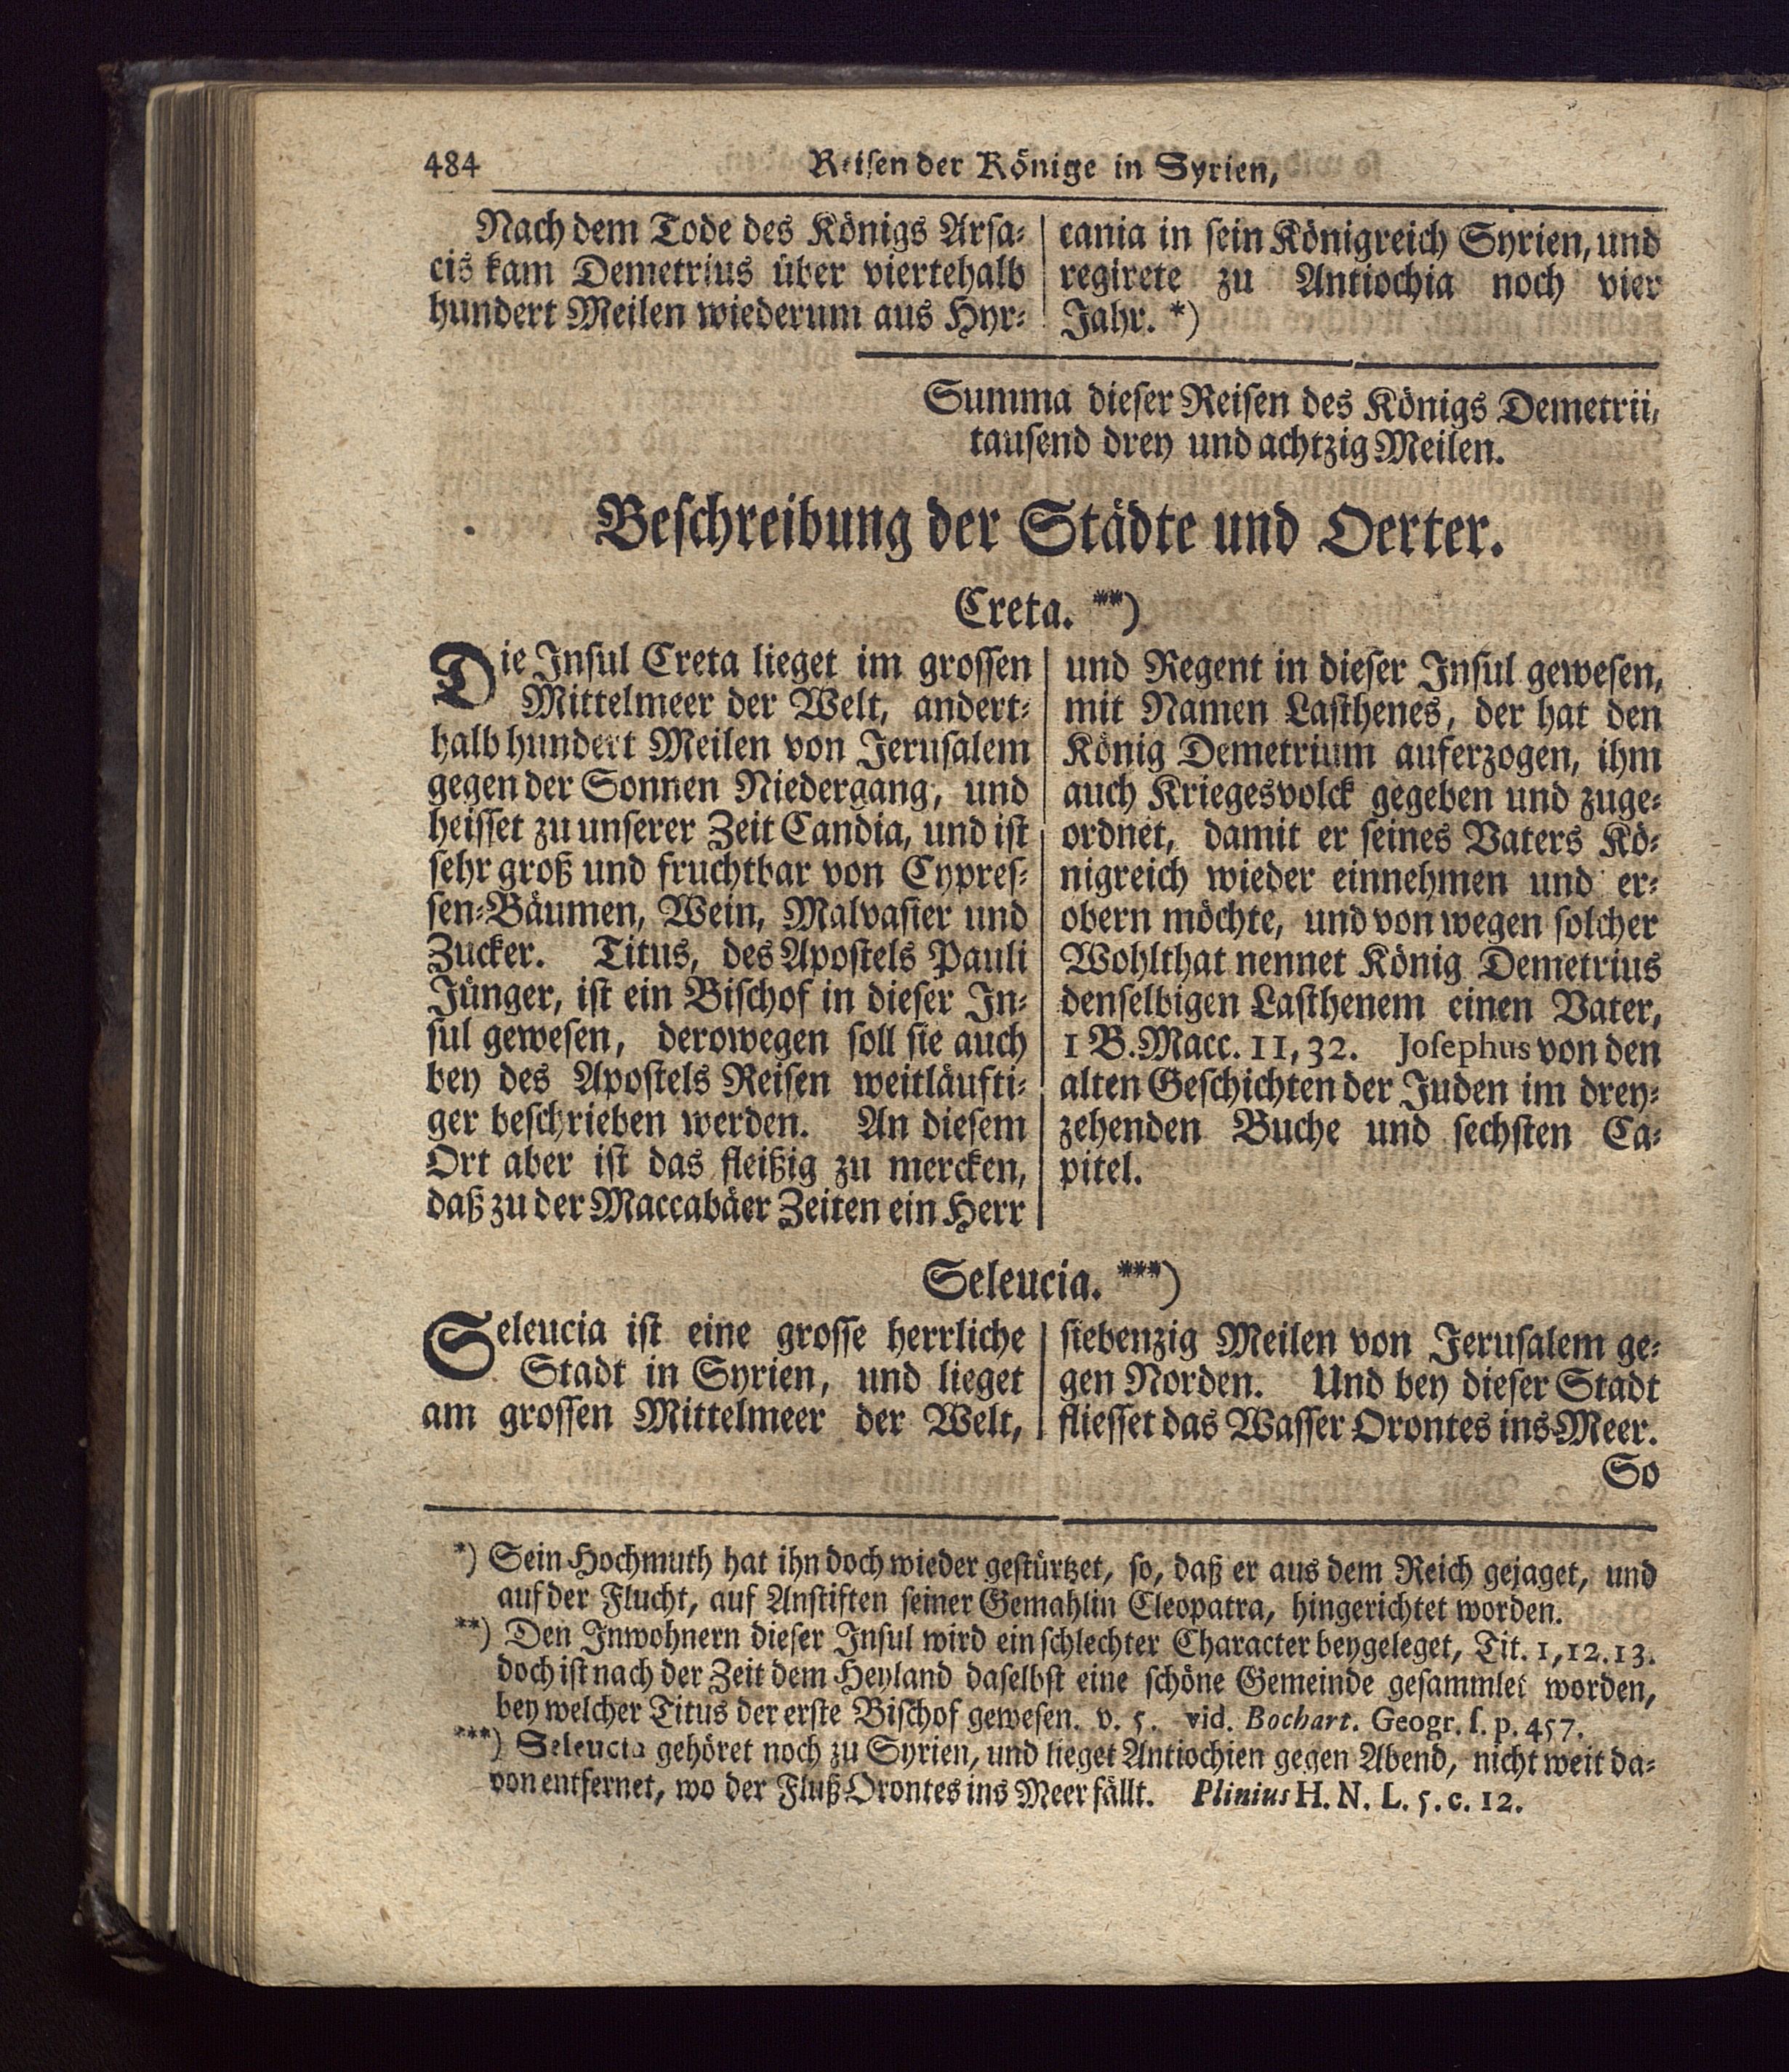 484 Reisen der Könige in Syrien,
Nach dem Tode des Königs Arsa-
cis kam Demetrius über viertehalb
hundert Meilen wiederum aus Hyr-
cania in sein Königreich Syrien, und
regirete zu Antiochia noch vier
Jahr. *)
Summa dieser Reisen des Königs Demetrii,
tausend drey und achtzig Meilen.
Beschreibung der Städte und Oerter.
Creta. **)
Die Insul Creta lieget im grossen
Mittelmeer der Welt, andert-
halb hundert Meilen von Jerusalem
gegen der Sonnen Niedergang, und
heisset zu unserer Zeit Candia, und ist
sehr groß und fruchtbar von Cypres-
sen-Bäumen, Wein, Malvasier und
Zucker. Titus, des Apostels Pauli
Jünger, ist ein Bischof in dieser In-
sul gewesen, derowegen soll sie auch
bey des Apostels Reisen weitläufti-
ger beschrieben werden. An diesem
Ort aber ist das fleißig zu mercken,
daß zu der Maccabäer Zeiten ein Herr
und Regent in dieser Insul gewesen,
mit Namen Lasthenes, der hat den
König Demetrium auferzogen, ihm
auch Kriegesvolck gegeben und zuge-
ordnet, damit er seines Vaters Kö-
nigreich wieder einnehmen und er-
obern möchte, und von wegen solcher
Wohlthat nennet König Demetrius
denselbigen Lasthenem einen Vater,
1 B. Macc. 11, 32. Josephus von den
alten Geschichten der Juden im drey-
zehenden Buche und sechsten Ca-
pitel.
Seleucia. ***)
Seleucia ist eine grosse herrliche
Stadt in Syrien, und lieget
am grossen Mittelmeer der Welt,
siebenzig Meilen von Jerusalem ge-
gen Norden. Und bey dieser Stadt
fliesset das Wasser Orontes ins Meer.
So
*) Sein Hochmuth hat ihn doch wieder gestürtzet, so, daß er aus dem Reich gejaget, und
auf der Flucht, auf Anstiften seiner Gemahlin Cleopatra, hingerichtet worden.
**) Den Inwohnern dieser Insul wird ein schlechter Character beygeleget, Tit. 1, 12. 13.
doch ist nach der Zeit dem Heyland daselbst eine schöne Gemeinde gesammlet worden,
bey welcher Titus der erste Bischof gewesen. v. 5. vid. Bochart. Geogr. s. p. 457.
***) Seleucia gehöret noch zu Syrien, und lieget Antiochien gegen Abend, nicht weit da-
von entfernet, wo der Fluß Orontes ins Meer fällt. Plinius H. N. L. 5. c. 12.